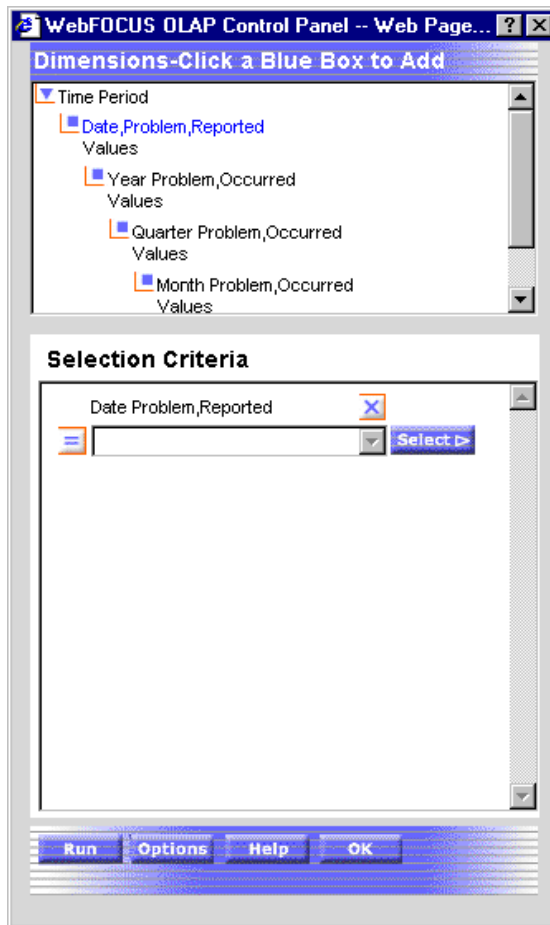 WebFOCUS OLAP Control Panel -- Web Page...
Dimensions-Click a Blue Box to Add
Time Period
Date,Problem,Reported
Values
Year Problem,Occurred
Values
Quarter Problem,Occurred
Values
Month Problem,Occurred
Values
Selection Criteria
Date Problem,Reported
=
Select
Run Options Help OK